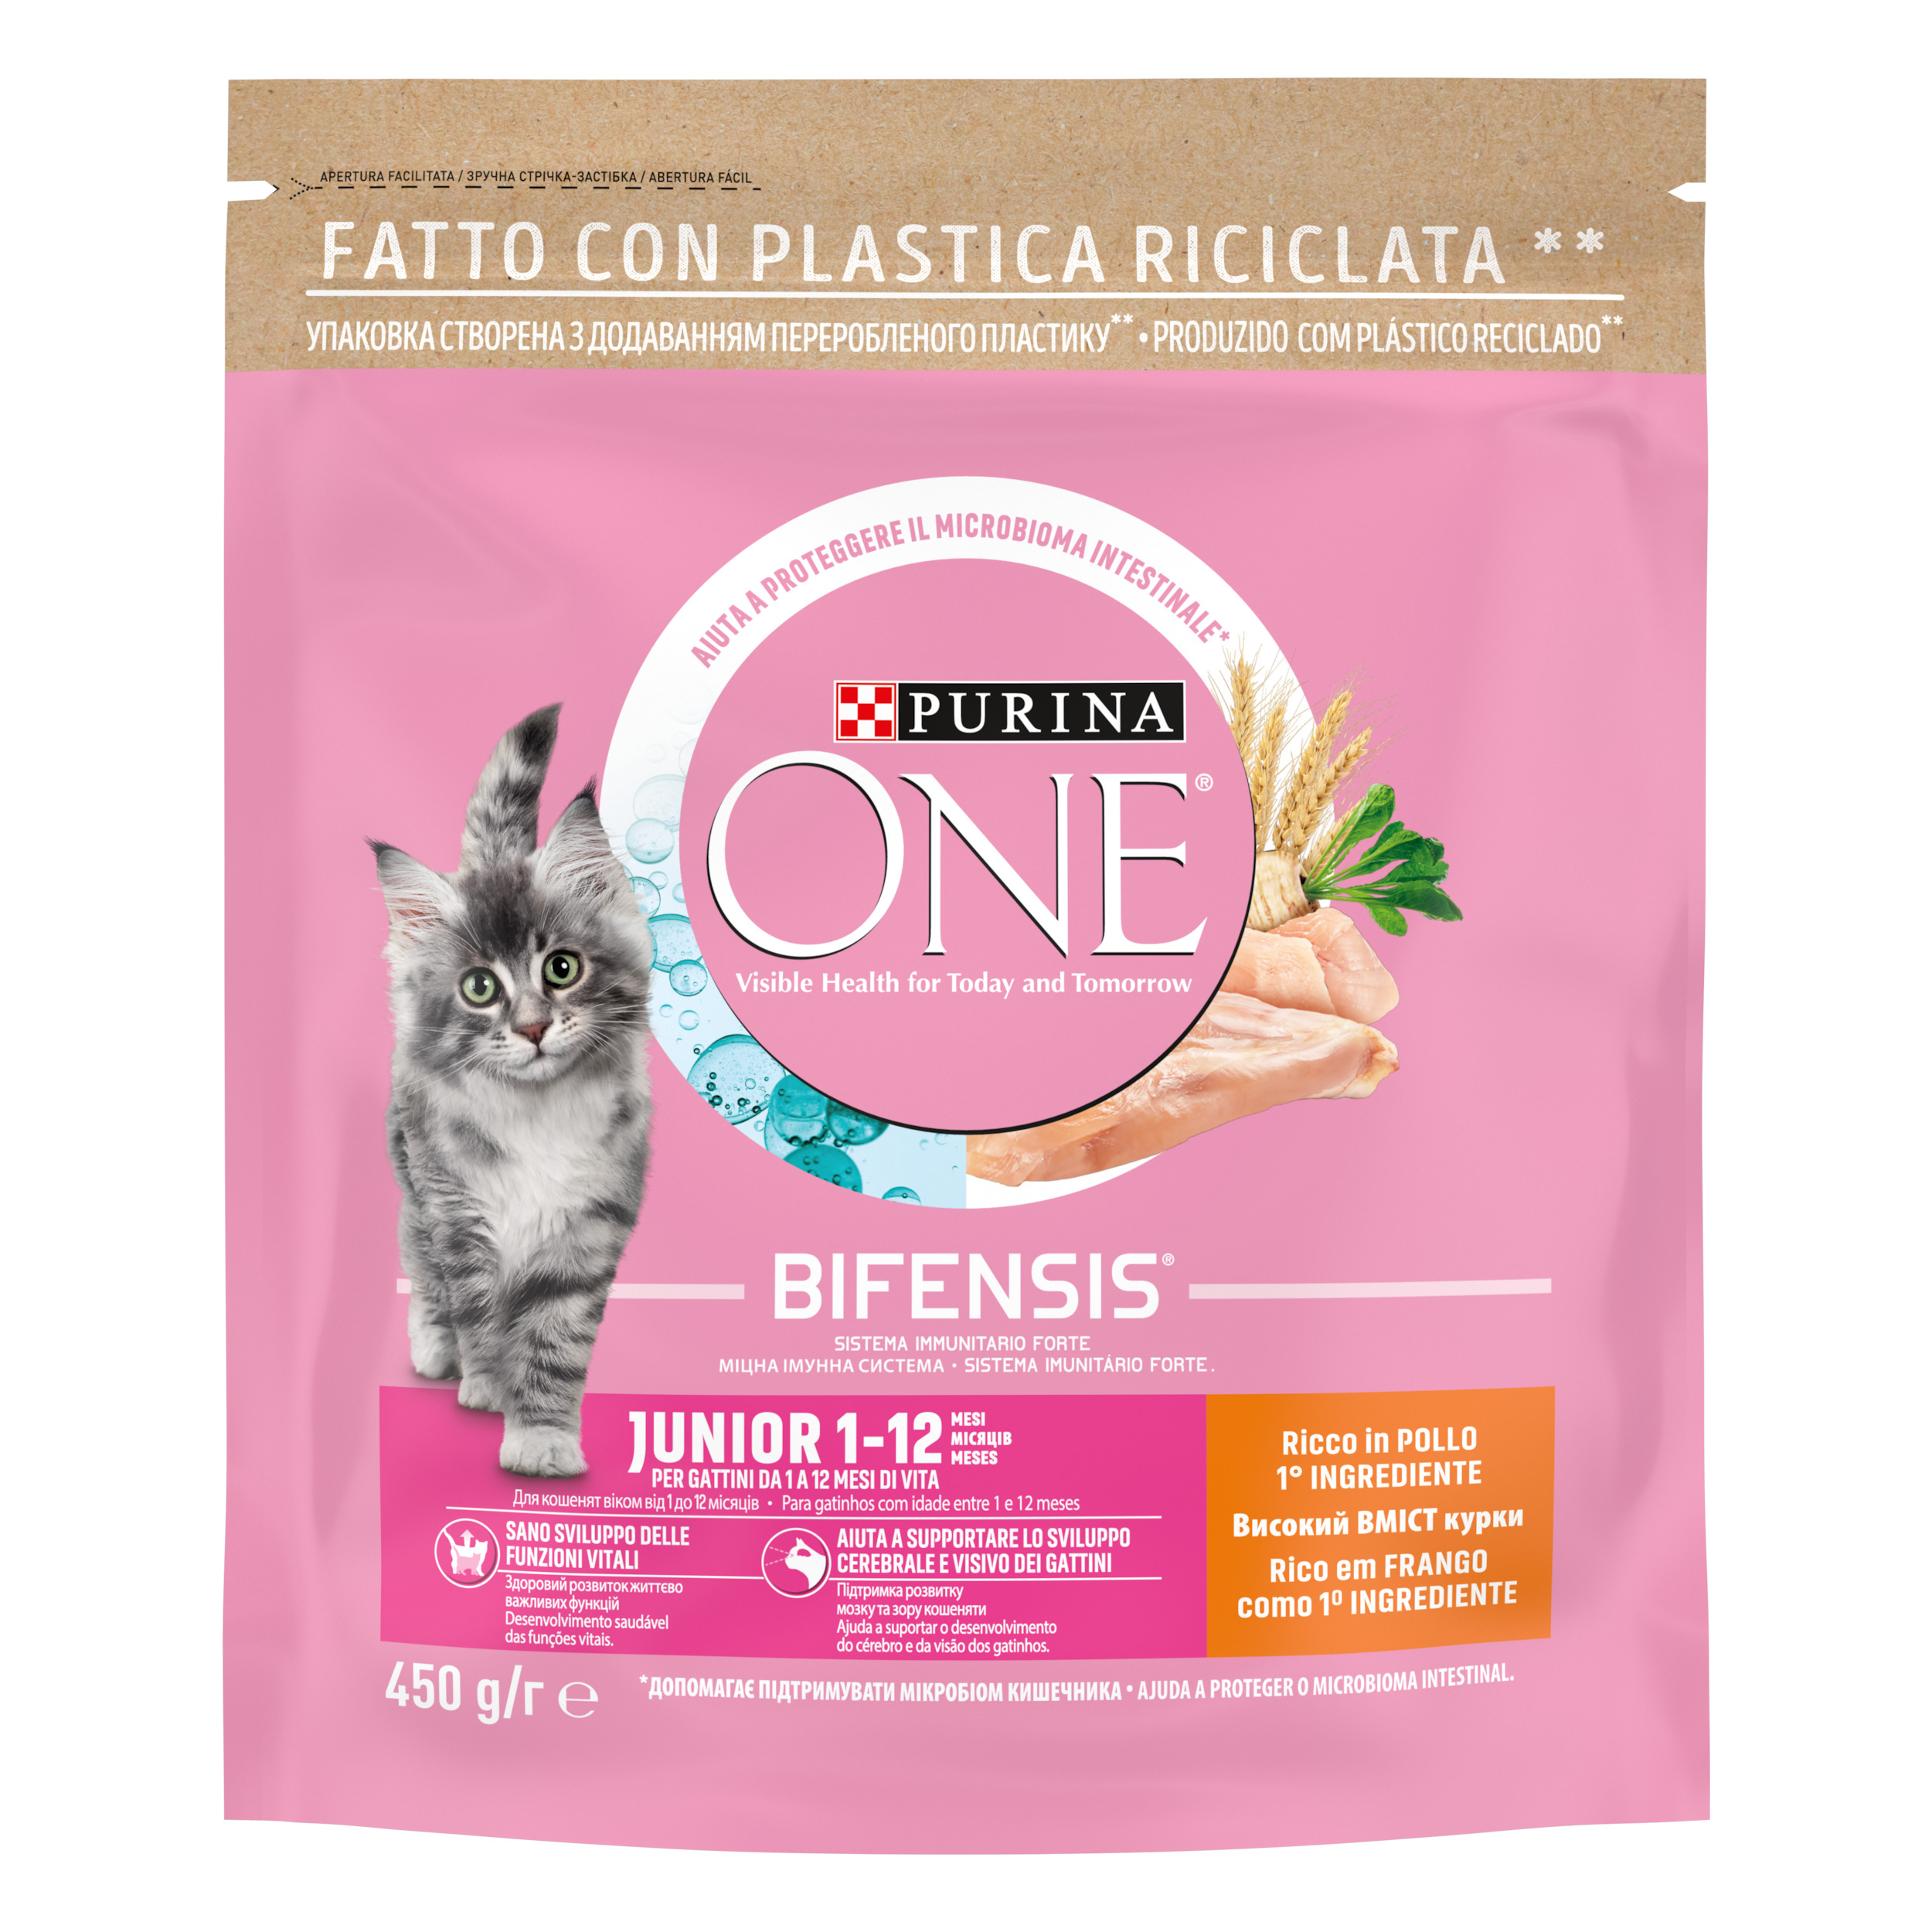 APERTURA FACILITATA / ЗРУЧНА СТРІЧКА-ЗАСТІБКА / ABERTURA FÁCIL
FATTO CON PLASTICA RICICLATA **
УПАКОВКА СТВОРЕНА З ДОДАВАННЯМ ПЕРЕРОБЛЕНОГО ПЛАСТИКУ** • PRODUZIDO COM PLÁSTICO RECICLADO**
AIUTA A PROTEGGERE IL MICROBIOMA INTESTINALE*
PURINA
ONE®
Visible Health for Today and Tomorrow
BIFENSIS®
SISTEMA IMMUNITARIO FORTE
МІЦНА ІМУННА СИСТЕМА • SISTEMA IMUNITÁRIO FORTE.
JUNIOR 1-12
MESI
МІСЯЦІВ
MESES
PER GATTINI DA 1 A 12 MESI DI VITA
Для кошенят віком від 1 до 12 місяців • Para gatinhos com idade entre 1 e 12 meses
SANO SVILUPPO DELLE
FUNZIONI VITALI
Здоровий розвиток життєво
важливих функцій
Desenvolvimento saudável
das funções vitais.
AIUTA A SUPPORTARE LO SVILUPPO
CEREBRALE E VISIVO DEI GATTINI
Підтримка розвитку
мозку та зору кошеняти
Ajuda a suportar o desenvolvimento
do cérebro e da visão dos gatinhos.
Ricco in POLLO
1° INGREDIENTE
Високий ВМІСТ курки
Rico em FRANGO
como 1º INGREDIENTE
450 g/г e
*ДОПОМАГАЄ ПІДТРИМУВАТИ МІКРОБІОМ КИШЕЧНИКА • AJUDA A PROTEGER O MICROBIOMA INTESTINAL.